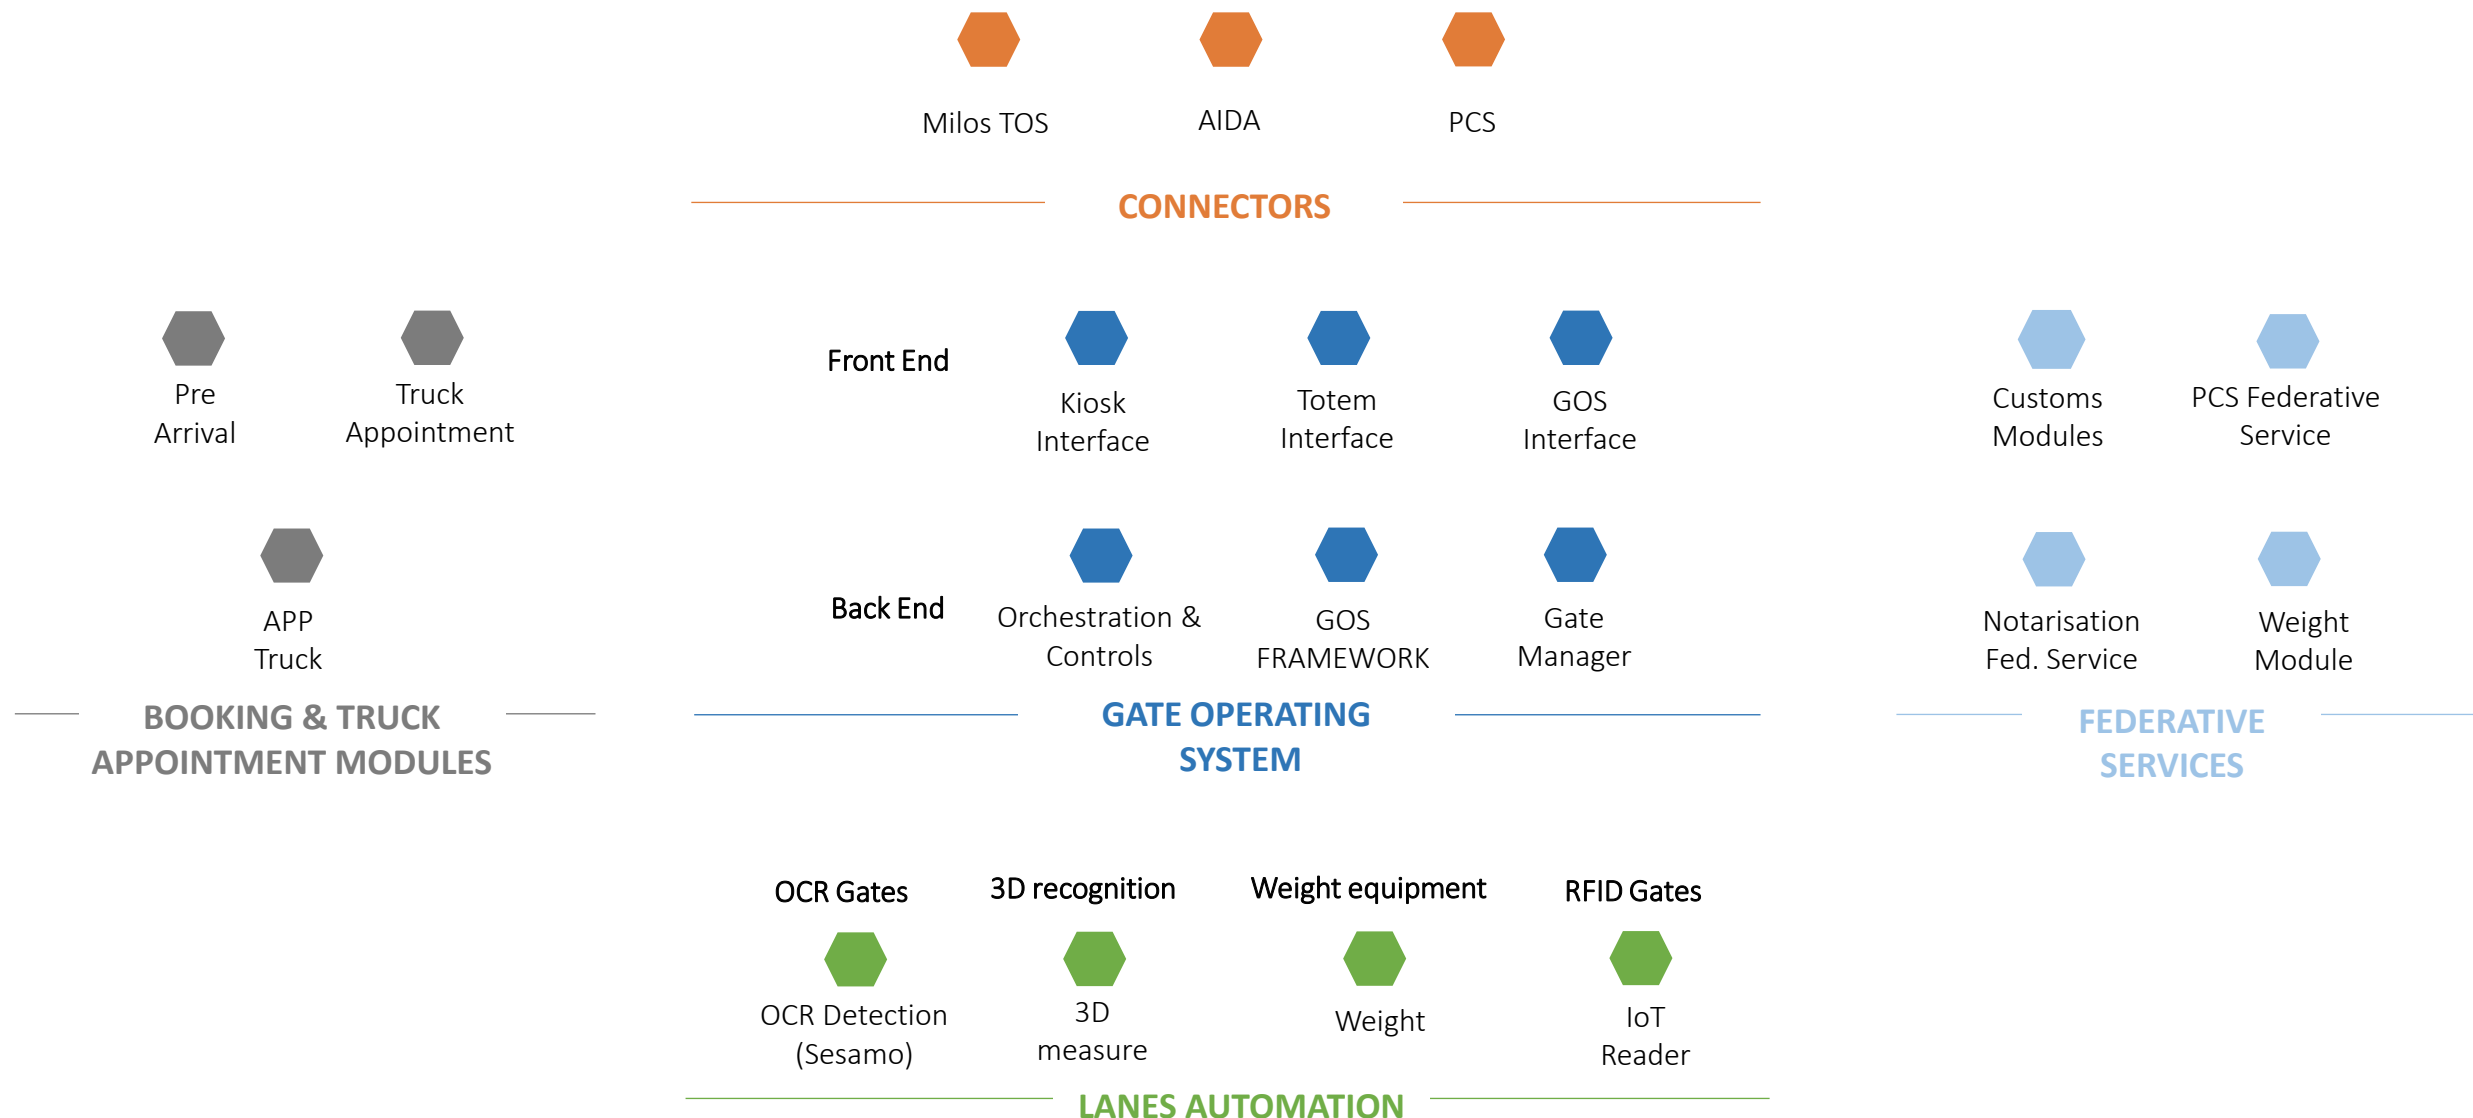 Milos TOS
AIDA
PCS
CONNECTORS
Pre
Arrival
Truck
Appointment
APP
Truck
BOOKING & TRUCK
APPOINTMENT MODULES
Front End
Kiosk
Interface
Totem
Interface
GOS
Interface
Back End
Orchestration &
Controls
GOS
FRAMEWORK
Gate
Manager
GATE OPERATING
SYSTEM
Customs
Modules
PCS Federative
Service
Notarisation
Fed. Service
Weight
Module
FEDERATIVE
SERVICES
OCR Gates
3D recognition
Weight equipment
RFID Gates
OCR Detection
(Sesamo)
3D
measure
Weight
IoT
Reader
LANES AUTOMATION